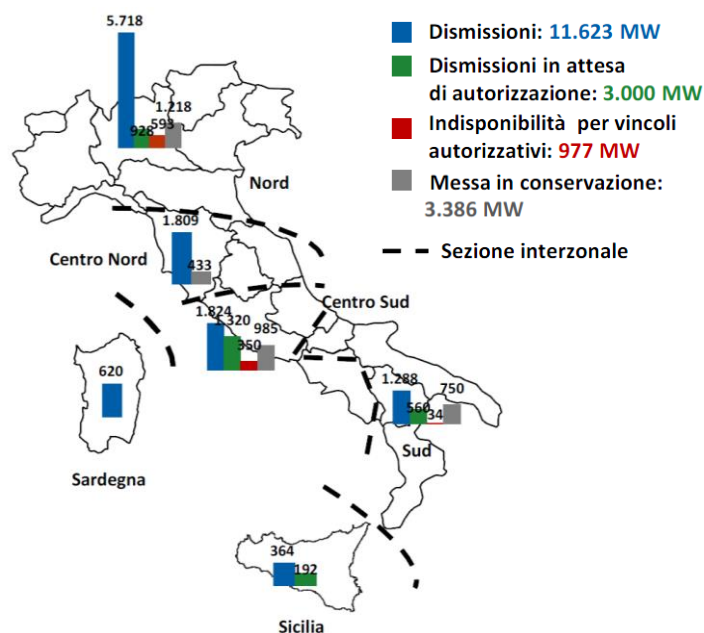 5.718
928
593
1.218
Dismissioni: 11.623 MW
Dismissioni in attesa
di autorizzazione: 3.000 MW
Indisponibilità per vincoli
autorizzativi: 977 MW
Messa in conservazione:
3.386 MW
Sezione interzonale
Nord
1.809
433
Centro Nord
Centro Sud
1.824
1.320
350
985
620
Sardegna
1.288
560
34
750
Sud
364
192
Sicilia